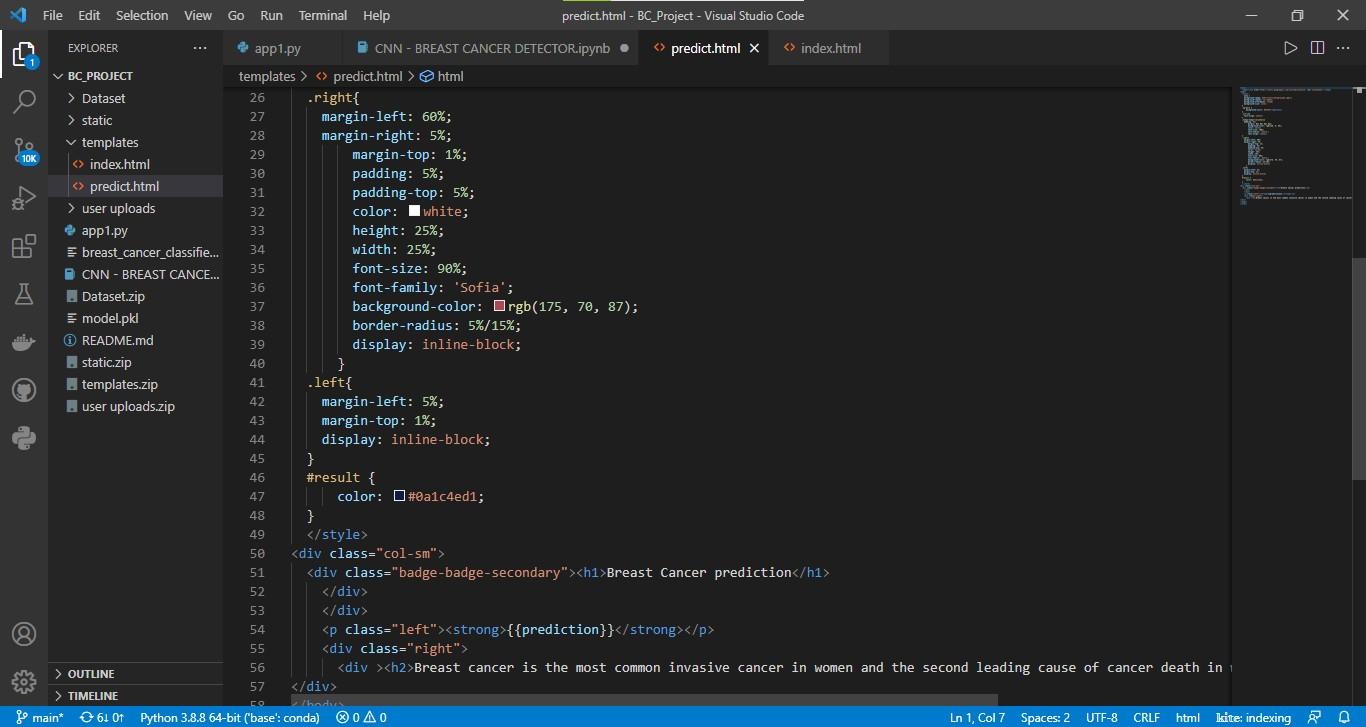 File Edit Selection View Go Run Terminal Help
predict.html - BC_Project - Visual Studio Code
EXPLORER
BC_PROJECT
Dataset
static
templates
index.html
predict.html
user uploads
app1.py
breast_cancer_classifie...
CNN - BREAST CANCE...
Dataset.zip
model.pkl
README.md
static.zip
templates.zip
user uploads.zip
OUTLINE
TIMELINE
1
10K
app1.py CNN - BREAST CANCER DETECTOR.ipynb predict.html index.html
templates > predict.html > html
26 .right{
27 margin-left: 60%;
28 margin-right: 5%;
29 margin-top: 1%;
30 padding: 5%;
31 padding-top: 5%;
32 color: white;
33 height: 25%;
34 width: 25%;
35 font-size: 90%;
36 font-family: 'Sofia';
37 background-color: rgb(175, 70, 87);
38 border-radius: 5%/15%;
39 display: inline-block;
40 }
41 .left{
42 margin-left: 5%;
43 margin-top: 1%;
44 display: inline-block;
45 }
46 #result {
47 color: #0a1c4ed1;
48 }
49 </style>
50 <div class="col-sm">
51 <div class="badge-badge-secondary"><h1>Breast Cancer prediction</h1>
52 </div>
53 </div>
54 <p class="left"><strong>{{prediction}}</strong></p>
55 <div class="right">
56 <div ><h2>Breast cancer is the most common invasive cancer in women and the second leading cause of cancer death in
57 </div>
58 </body>
main* 6↓ 0↑ Python 3.8.8 64-bit ('base': conda) 0 0 Ln 1, Col 7 Spaces: 2 UTF-8 CRLF html kite: indexing